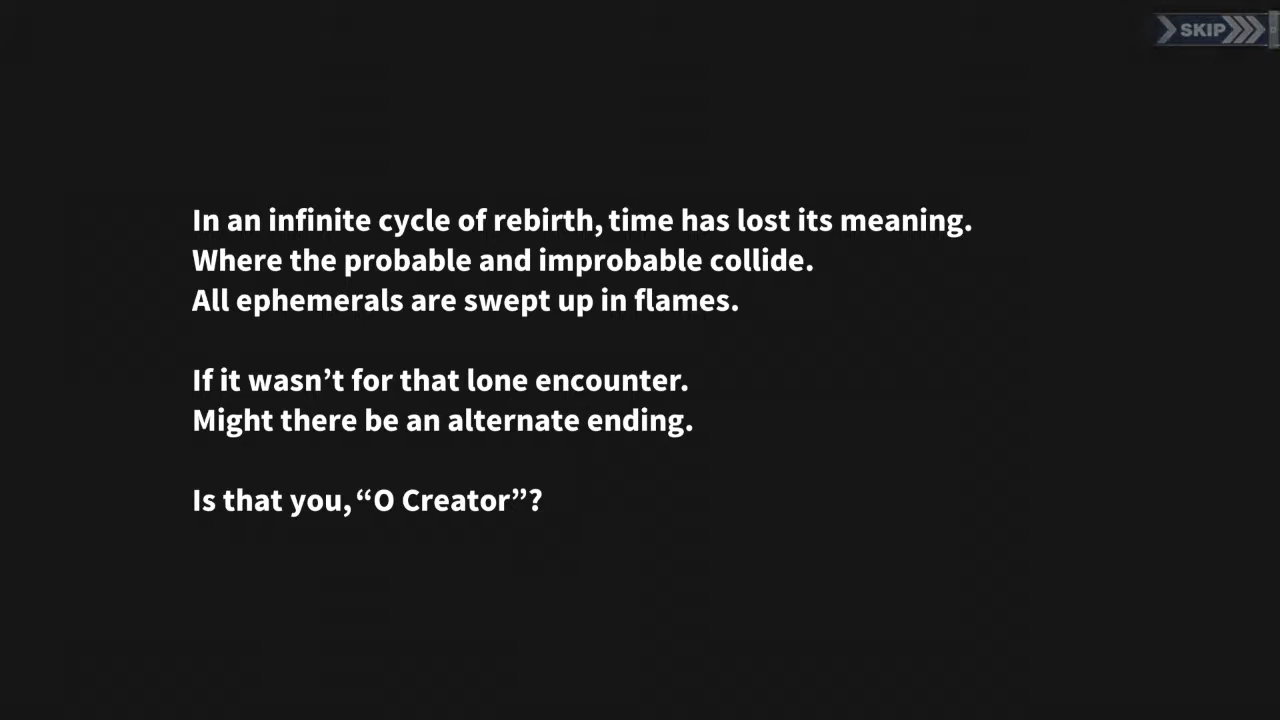 SKIP
In an infinite cycle of rebirth, time has lost its meaning.
Where the probable and improbable collide.
All ephemerals are swept up in flames.
If it wasn’t for that lone encounter.
Might there be an alternate ending.
Is that you, “O Creator”?